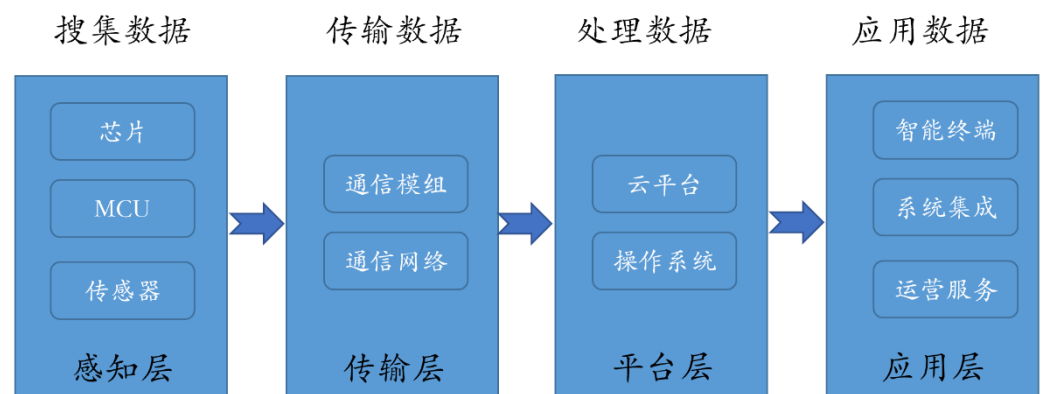 搜集数据
传输数据
处理数据
应用数据
芯片
MCU
传感器
感知层
通信模组
通信网络
传输层
云平台
操作系统
平台层
智能终端
系统集成
运营服务
应用层